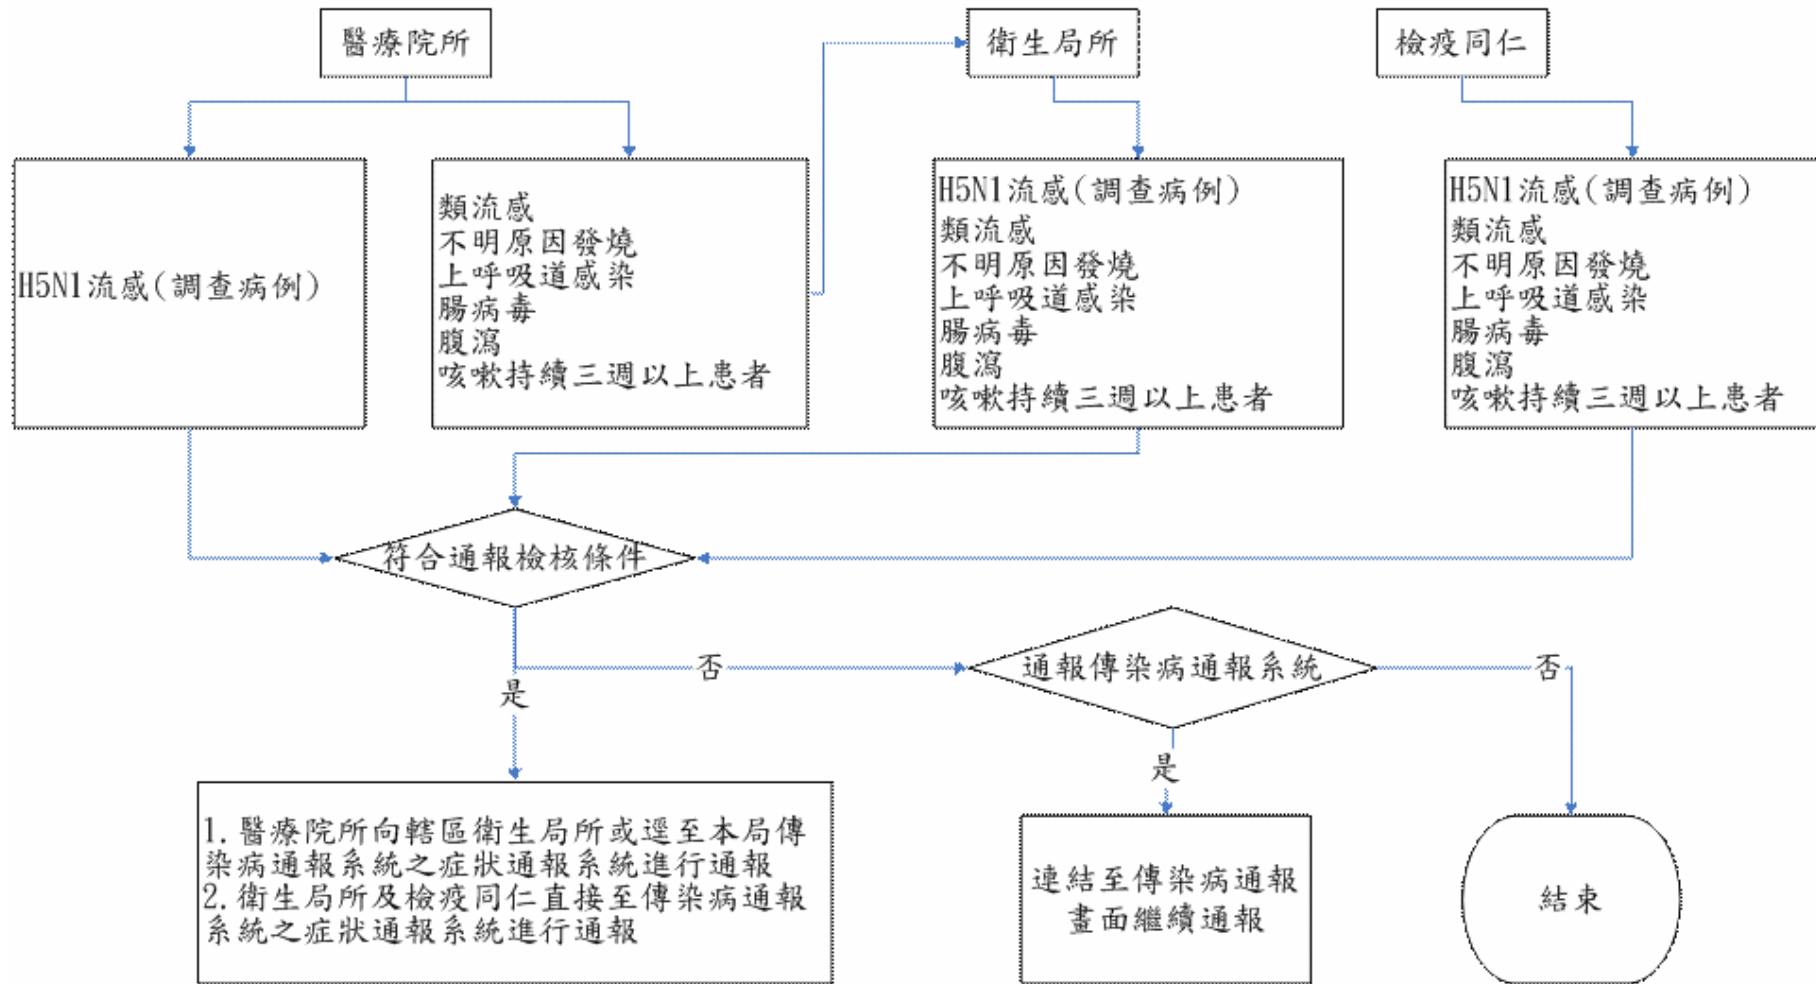 醫療院所
衛生局所
檢疫同仁
H5N1流感(調查病例)
類流感
不明原因發燒
上呼吸道感染
腸病毒
腹瀉
咳嗽持續三週以上患者
H5N1流感(調查病例)
類流感
不明原因發燒
上呼吸道感染
腸病毒
腹瀉
咳嗽持續三週以上患者
H5N1流感(調查病例)
類流感
不明原因發燒
上呼吸道感染
腸病毒
腹瀉
咳嗽持續三週以上患者
符合通報檢核條件
否
通報傳染病通報系統
否
是
是
1.醫療院所向轄區衛生局所或逕至本局傳
染病通報系統之症狀通報系統進行通報
2.衛生局所及檢疫同仁直接至傳染病通報
系統之症狀通報系統進行通報
連結至傳染病通報
畫面繼續通報
結束